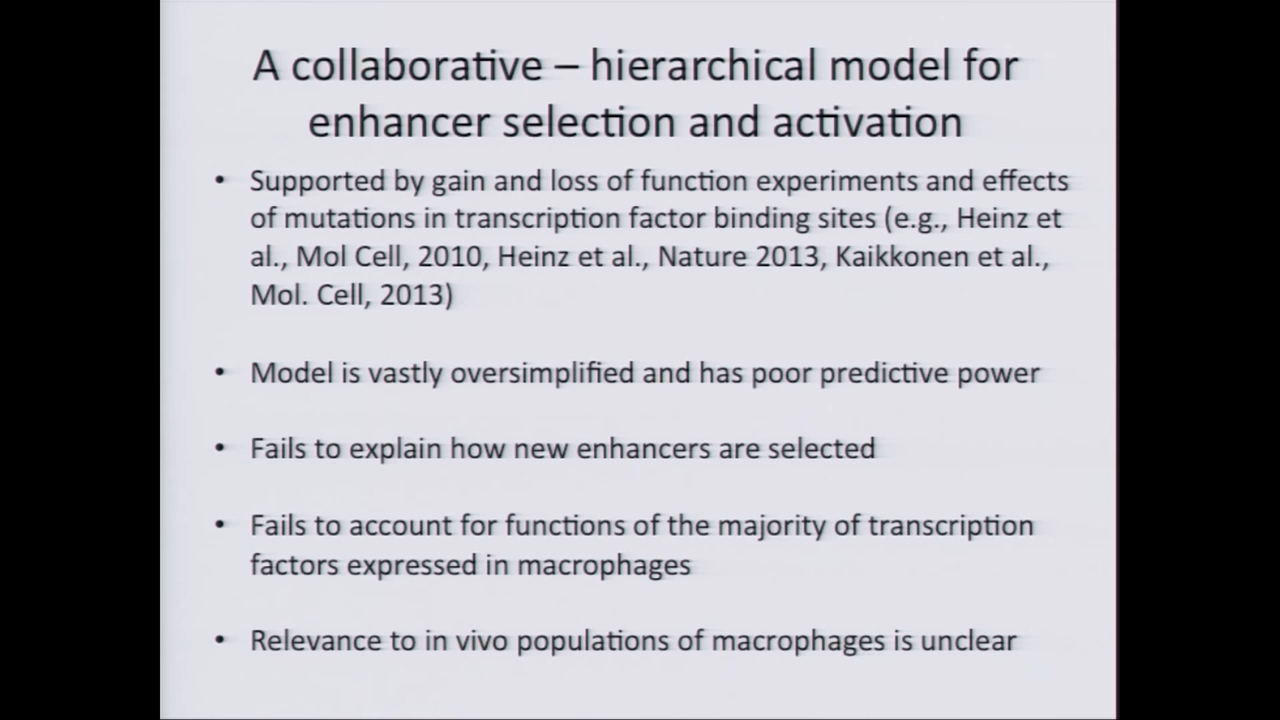 A collaborative – hierarchical model for
enhancer selection and activation
• Supported by gain and loss of function experiments and effects
of mutations in transcription factor binding sites (e.g., Heinz et
al., Mol Cell, 2010, Heinz et al., Nature 2013, Kaikkonen et al.,
Mol. Cell, 2013)
• Model is vastly oversimplified and has poor predictive power
• Fails to explain how new enhancers are selected
• Fails to account for functions of the majority of transcription
factors expressed in macrophages
• Relevance to in vivo populations of macrophages is unclear